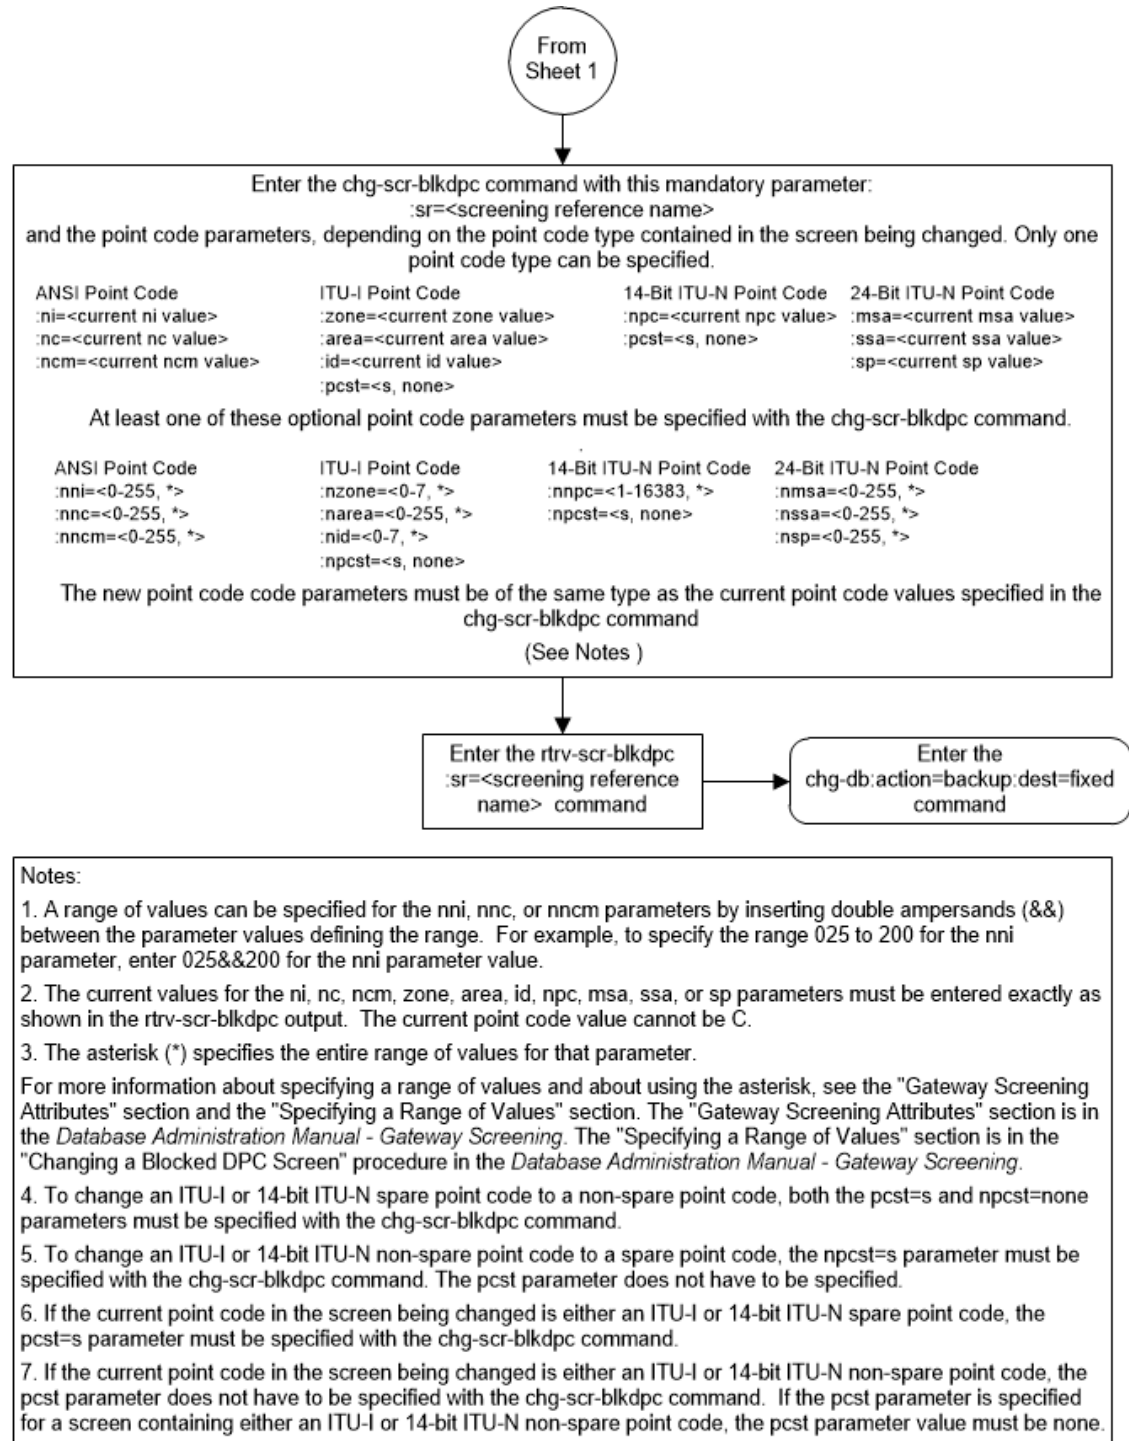 From
Sheet 1
Enter the chg-scr-blkdpc command with this mandatory parameter:
:sr=<screening reference name>
and the point code parameters, depending on the point code type contained in the screen being changed. Only one
point code type can be specified.
ANSI Point Code
:ni=<current ni value>
:nc=<current nc value>
:ncm=<current ncm value>
ITU-I Point Code
:zone=<current zone value>
:area=<current area value>
:id=<current id value>
:pcst=<s, none>
14-Bit ITU-N Point Code
:npc=<current npc value>
:pcst=<s, none>
24-Bit ITU-N Point Code
:msa=<current msa value>
:ssa=<current ssa value>
:sp=<current sp value>
At least one of these optional point code parameters must be specified with the chg-scr-blkdpc command.
ANSI Point Code
:nni=<0-255, *>
:nnc=<0-255, *>
:nncm=<0-255, *>
ITU-I Point Code
:nzone=<0-7, *>
:narea=<0-255, *>
:nid=<0-7, *>
:npcst=<s, none>
14-Bit ITU-N Point Code
:nnpc=<1-16383, *>
:npcst=<s, none>
24-Bit ITU-N Point Code
:nmsa=<0-255, *>
:nssa=<0-255, *>
:nsp=<0-255, *>
The new point code code parameters must be of the same type as the current point code values specified in the
chg-scr-blkdpc command
(See Notes )
Enter the rtrv-scr-blkdpc
:sr=<screening reference
name> command
Enter the
chg-db:action=backup:dest=fixed
command
Notes:
1. A range of values can be specified for the nni, nnc, or nncm parameters by inserting double ampersands (&&)
between the parameter values defining the range. For example, to specify the range 025 to 200 for the nni
parameter, enter 025&&200 for the nni parameter value.
2. The current values for the ni, nc, ncm, zone, area, id, npc, msa, ssa, or sp parameters must be entered exactly as
shown in the rtrv-scr-blkdpc output. The current point code value cannot be C.
3. The asterisk (*) specifies the entire range of values for that parameter.
For more information about specifying a range of values and about using the asterisk, see the "Gateway Screening
Attributes" section and the "Specifying a Range of Values" section. The "Gateway Screening Attributes" section is in
the Database Administration Manual - Gateway Screening. The "Specifying a Range of Values" section is in the
"Changing a Blocked DPC Screen" procedure in the Database Administration Manual - Gateway Screening.
4. To change an ITU-I or 14-bit ITU-N spare point code to a non-spare point code, both the pcst=s and npcst=none
parameters must be specified with the chg-scr-blkdpc command.
5. To change an ITU-I or 14-bit ITU-N non-spare point code to a spare point code, the npcst=s parameter must be
specified with the chg-scr-blkdpc command. The pcst parameter does not have to be specified.
6. If the current point code in the screen being changed is either an ITU-I or 14-bit ITU-N spare point code, the
pcst=s parameter must be specified with the chg-scr-blkdpc command.
7. If the current point code in the screen being changed is either an ITU-I or 14-bit ITU-N non-spare point code, the
pcst parameter does not have to be specified with the chg-scr-blkdpc command. If the pcst parameter is specified
for a screen containing either an ITU-I or 14-bit ITU-N non-spare point code, the pcst parameter value must be none.